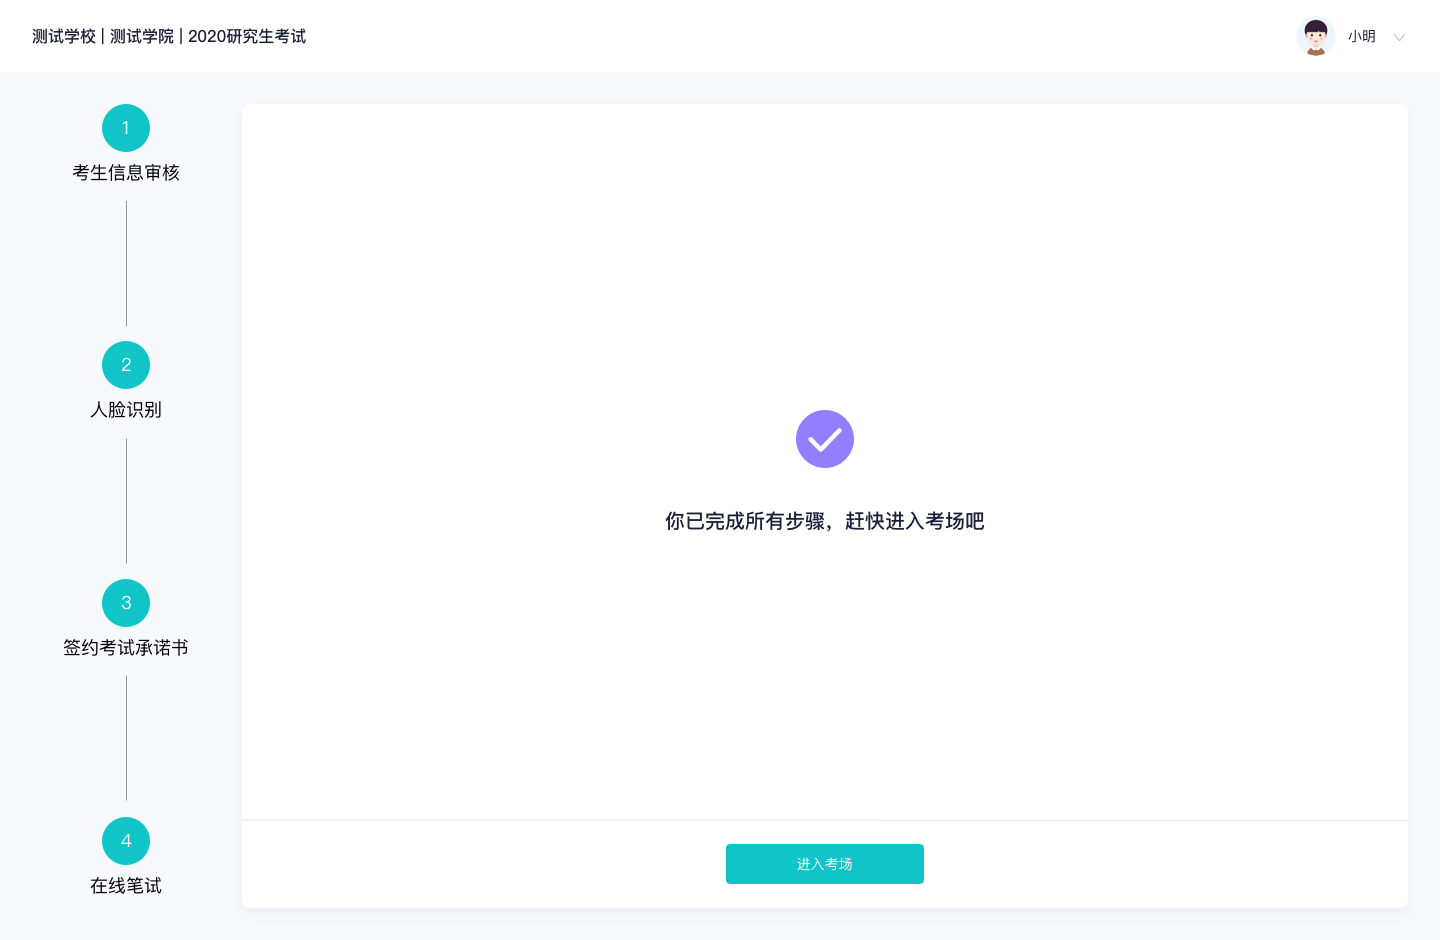 测试学校 | 测试学院 | 2020研究生考试
小明
1
考生信息审核
2
人脸识别
3
签约考试承诺书
4
在线笔试
你已完成所有步骤，赶快进入考场吧
进入考场